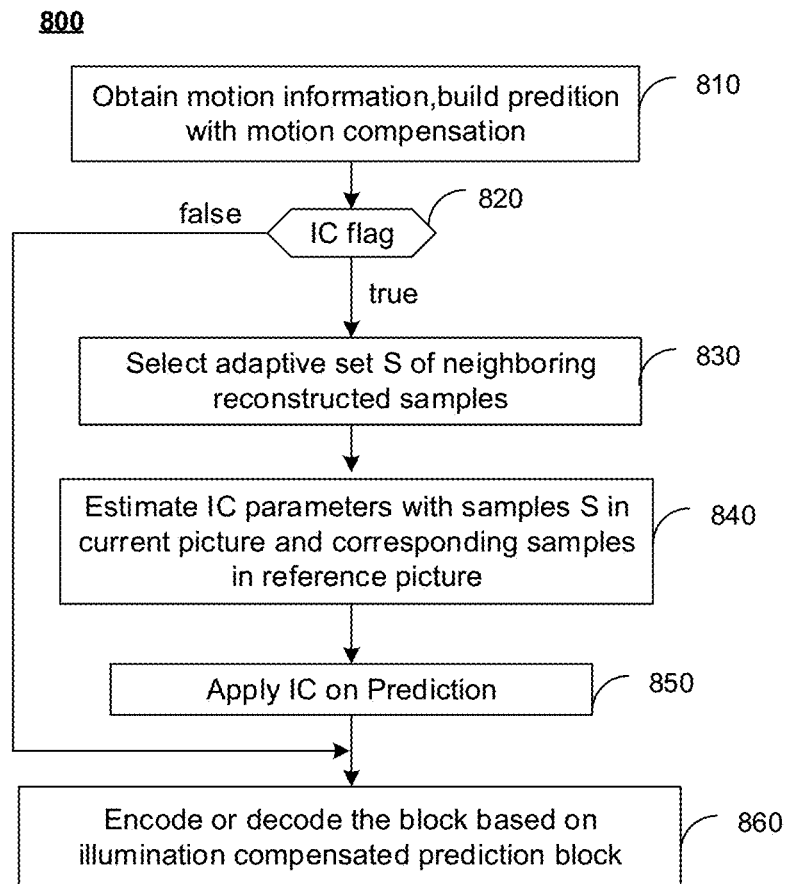 800
Obtain motion information,build predition
with motion compensation
810
820
false
IC flag
true
Select adaptive set S of neighboring
reconstructed samples
830
Estimate IC parameters with samples S in
current picture and corresponding samples
in reference picture
840
Apply IC on Prediction
850
Encode or decode the block based on
illumination compensated prediction block
860